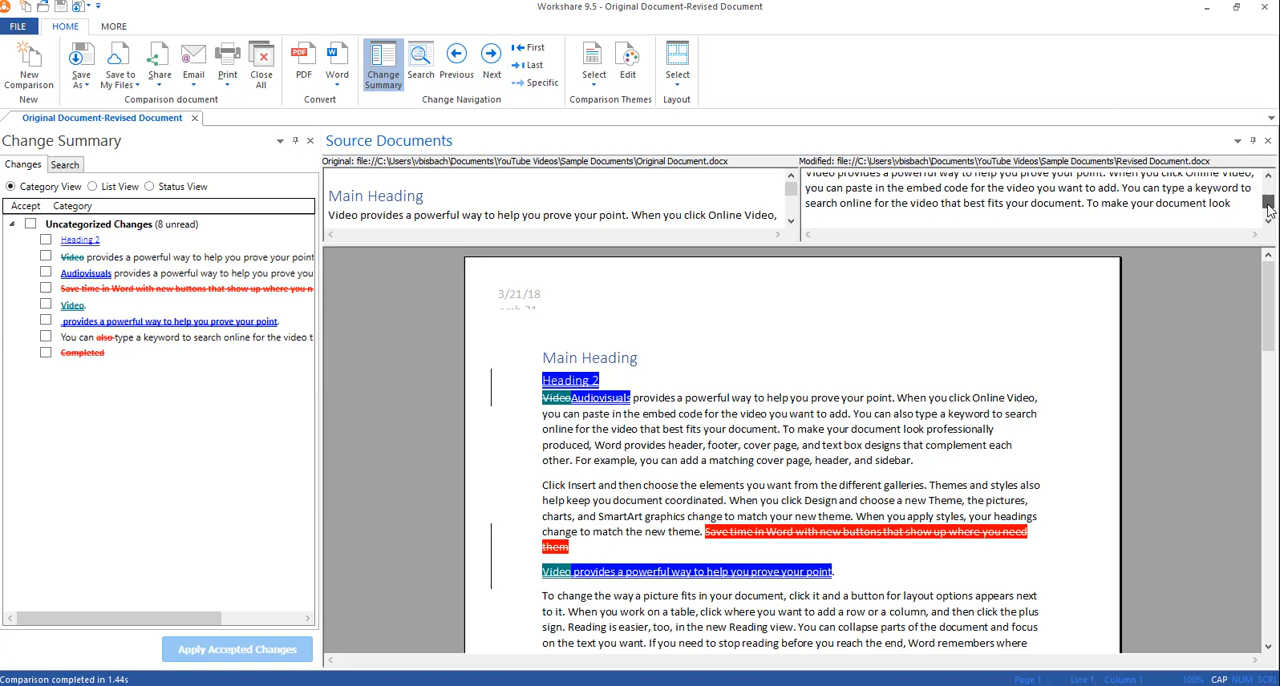 Workshare 9.5 - Original Document-Revised Document
FILE
HOME
MORE
New Comparison
New
Save As
Save to My Files
Share
Email
Print
Close All
Comparison document
PDF
Word
Convert
Change Summary
Search
Previous
Next
First
Last
Specific
Change Navigation
Select
Edit
Comparison Themes
Select
Layout
Original Document-Revised Document
Change Summary
Changes
Search
Category View
List View
Status View
Accept
Category
Uncategorized Changes (8 unread)
Heading 2
Video provides a powerful way to help you prove your point
Audiovisuals provides a powerful way to help you prove you
Save time in Word with new buttons that show up where you n
Video.
provides a powerful way to help you prove your point.
You can also type a keyword to search online for the video t
Completed
Apply Accepted Changes
Source Documents
Original: file://C:\Users\vbisbach\Documents\YouTube Videos\Sample Documents\Original Document.docx
Main Heading
Video provides a powerful way to help you prove your point. When you click Online Video,
Modified: file://C:\Users\vbisbach\Documents\YouTube Videos\Sample Documents\Revised Document.docx
Video provides a powerful way to help you prove your point. When you click Online Video,
you can paste in the embed code for the video you want to add. You can type a keyword to
search online for the video that best fits your document. To make your document look
3/21/18
Main Heading
Heading 2
VideoAudiovisuals provides a powerful way to help you prove your point. When you click Online Video,
you can paste in the embed code for the video you want to add. You can also type a keyword to search
online for the video that best fits your document. To make your document look professionally
produced, Word provides header, footer, cover page, and text box designs that complement each
other. For example, you can add a matching cover page, header, and sidebar.
Click Insert and then choose the elements you want from the different galleries. Themes and styles also
help keep you document coordinated. When you click Design and choose a new Theme, the pictures,
charts, and SmartArt graphics change to match your new theme. When you apply styles, your headings
change to match the new theme. Save time in Word with new buttons that show up where you need
them
Video provides a powerful way to help you prove your point.
To change the way a picture fits in your document, click it and a button for layout options appears next
to it. When you work on a table, click where you want to add a row or a column, and then click the plus
sign. Reading is easier, too, in the new Reading view. You can collapse parts of the document and focus
on the text you want. If you need to stop reading before you reach the end, Word remembers where
Comparison completed in 1.44s
Page 1
Line 1, Column 1
100%
CAP
NUM
SCRL